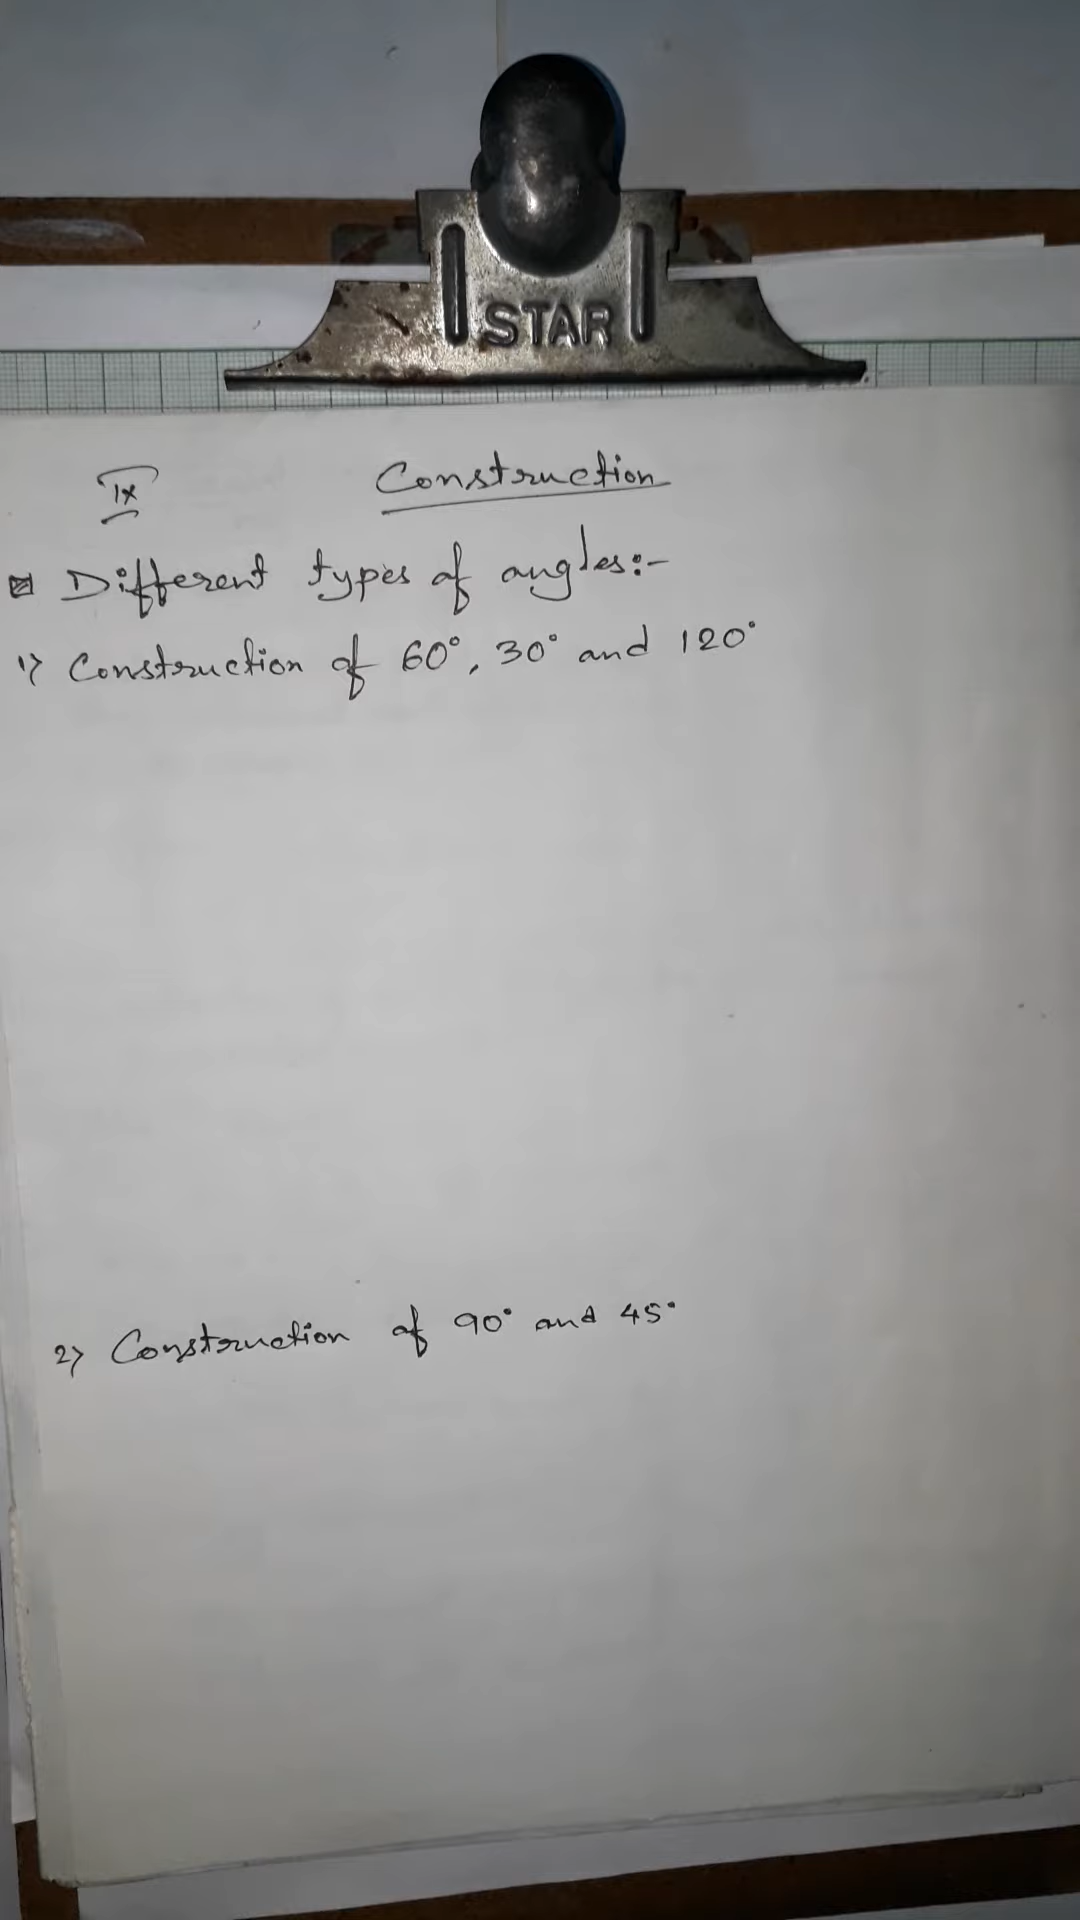 STAR
IX
Construction
Different types of angles:-
1) Construction of 60°, 30° and 120°
2) Construction of 90° and 45°